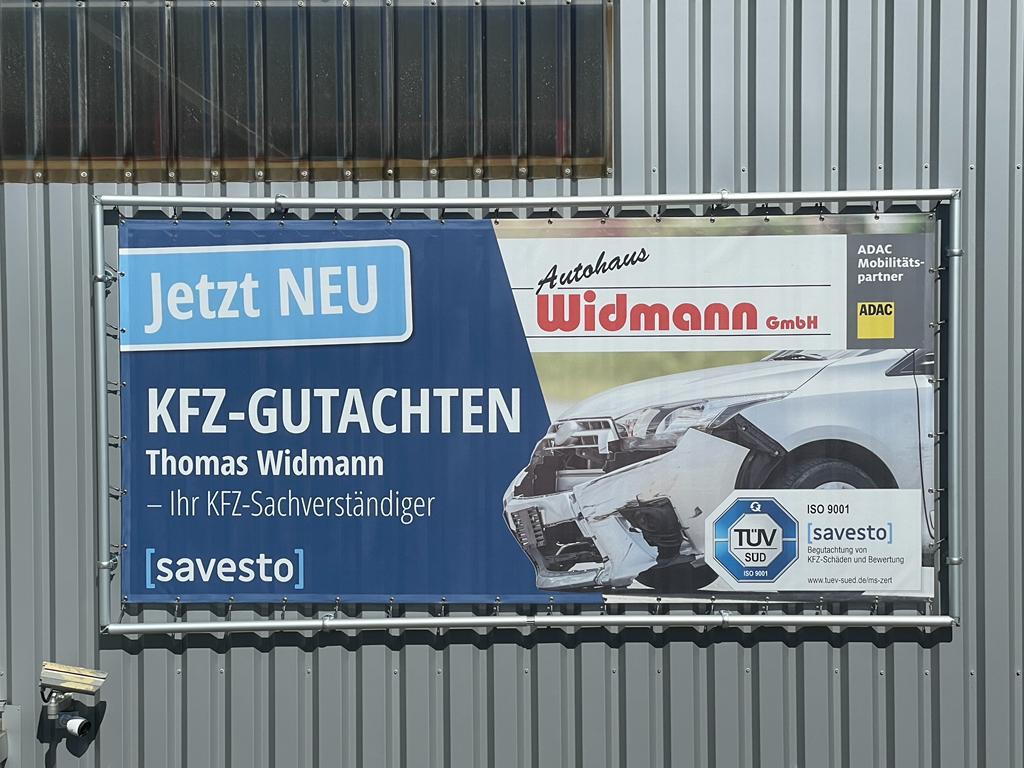 Jetzt NEU
KFZ-GUTACHTEN
Thomas Widmann
– Ihr KFZ-Sachverständiger
[savesto]
Autohaus
Widmann GmbH
ADAC
Mobilitäts-
partner
ADAC
TÜV
SÜD
ISO 9001
ISO 9001
[savesto]
Begutachtung von
KFZ-Schäden und Bewertung
www.tuev-sued.de/ms-zert